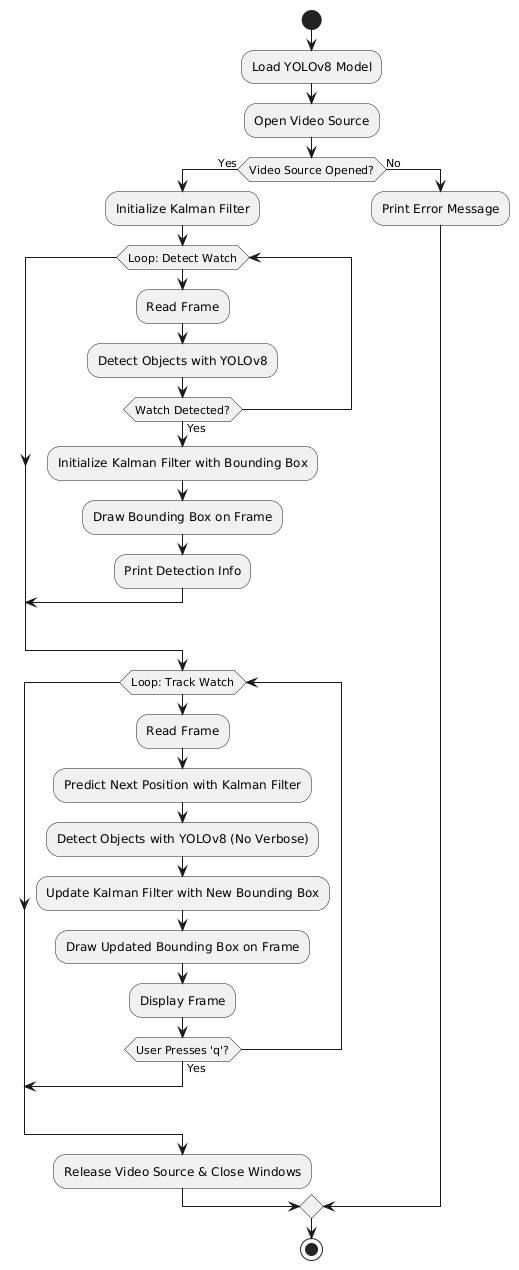 Load YOLOv8 Model
Open Video Source
Yes
Video Source Opened?
No
Initialize Kalman Filter
Print Error Message
Loop: Detect Watch
Read Frame
Detect Objects with YOLOv8
Watch Detected?
Yes
Initialize Kalman Filter with Bounding Box
Draw Bounding Box on Frame
Print Detection Info
Loop: Track Watch
Read Frame
Predict Next Position with Kalman Filter
Detect Objects with YOLOv8 (No Verbose)
Update Kalman Filter with New Bounding Box
Draw Updated Bounding Box on Frame
Display Frame
User Presses 'q'?
Yes
Release Video Source & Close Windows